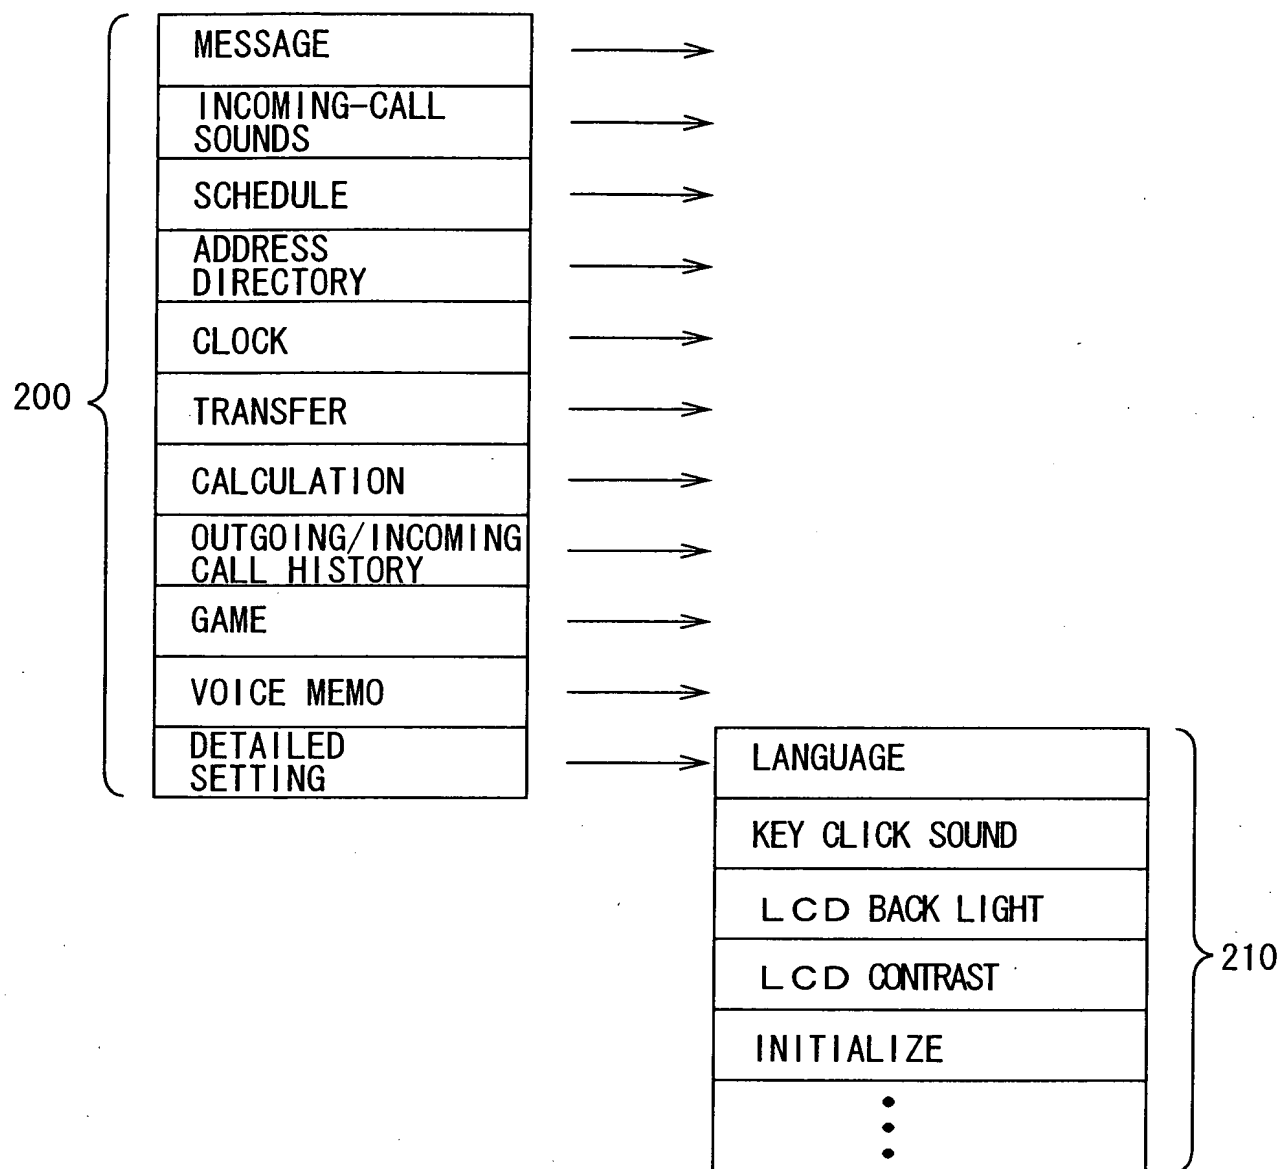 MESSAGE
INCOMING-CALL
SOUNDS
SCHEDULE
ADDRESS
DIRECTORY
CLOCK
200
TRANSFER
CALCULATION
OUTGOING/INCOMING
CALL HISTORY
GAME
VOICE MEMO
DETAILED
SETTING
LANGUAGE
KEY CLICK SOUND
LCD BACK LIGHT
210
LCD CONTRAST
INITIALIZE